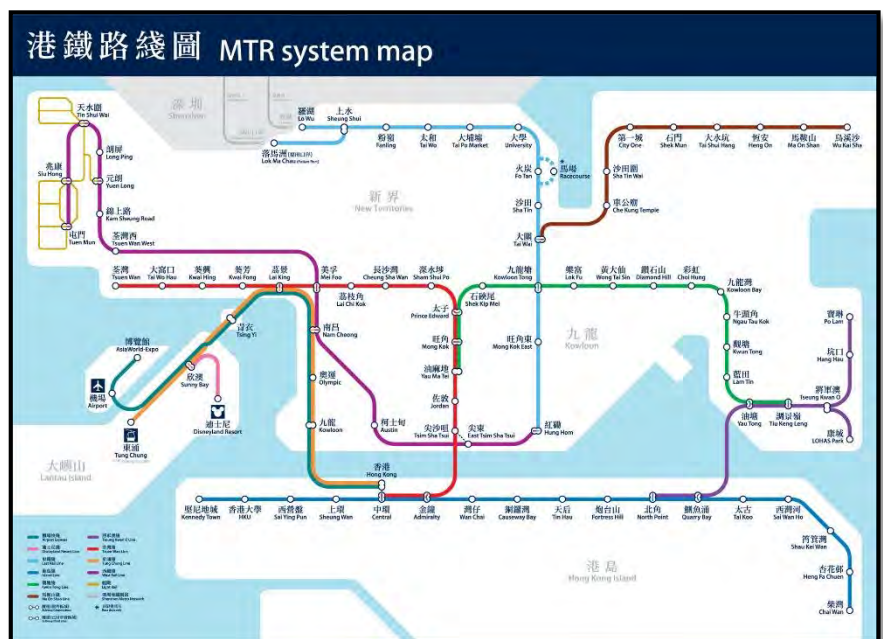 港鐵路綫圖 MTR system map
深圳
Shenzhen
天水圍
Tin Shui Wai
朗屏
Long Ping
兆康
Siu Hong
元朗
Yuen Long
錦上路
Kam Sheung Road
屯門
Tuen Mun
荃灣西
Tsuen Wan West
羅湖
Lo Wu
上水
Sheung Shui
落馬洲
Lok Ma Chau
粉嶺
Fanling
太和
Tai Wo
大埔墟
Tai Po Market
大學
University
火炭
Fo Tan
馬場
Racecourse
沙田
Sha Tin
大圍
Tai Wai
第一城
City One
石門
Shek Mun
大水坑
Tai Shui Hang
恆安
Heng On
馬鞍山
Ma On Shan
烏溪沙
Wu Kai Sha
沙田圍
Sha Tin Wai
車公廟
Che Kung Temple
新界
New Territories
荃灣
Tsuen Wan
大窩口
Tai Wo Hau
葵興
Kwai Hing
葵芳
Kwai Fong
荔景
Lai King
美孚
Mei Foo
荔枝角
Lai Chi Kok
長沙灣
Cheung Sha Wan
深水埗
Sham Shui Po
太子
Prince Edward
石硤尾
Shek Kip Mei
九龍塘
Kowloon Tong
樂富
Lok Fu
黃大仙
Wong Tai Sin
鑽石山
Diamond Hill
彩虹
Choi Hung
九龍灣
Kowloon Bay
牛頭角
Ngau Tau Kok
觀塘
Kwun Tong
藍田
Lam Tin
油塘
Yau Tong
調景嶺
Tiu Keng Leng
將軍澳
Tseung Kwan O
坑口
Hang Hau
寶琳
Po Lam
康城
LOHAS Park
青衣
Tsing Yi
南昌
Nam Cheong
旺角
Mong Kok
旺角東
Mong Kok East
九龍
Kowloon
油麻地
Yau Ma Tei
博覽館
AsiaWorld-Expo
機場
Airport
欣澳
Sunny Bay
迪士尼
Disneyland Resort
東涌
Tung Chung
大嶼山
Lantau Island
奧運
Olympic
九龍
Kowloon
佐敦
Jordan
柯士甸
Austin
尖沙咀
Tsim Sha Tsui
尖東
East Tsim Sha Tsui
紅磡
Hung Hom
香港
Hong Kong
堅尼地城
Kennedy Town
香港大學
HKU
西營盤
Sai Ying Pun
上環
Sheung Wan
中環
Central
金鐘
Admiralty
灣仔
Wan Chai
銅鑼灣
Causeway Bay
天后
Tin Hau
炮台山
Fortress Hill
北角
North Point
鰂魚涌
Quarry Bay
太古
Tai Koo
西灣河
Sai Wan Ho
筲箕灣
Shau Kei Wan
杏花邨
Heng Fa Chuen
柴灣
Chai Wan
港島
Hong Kong Island